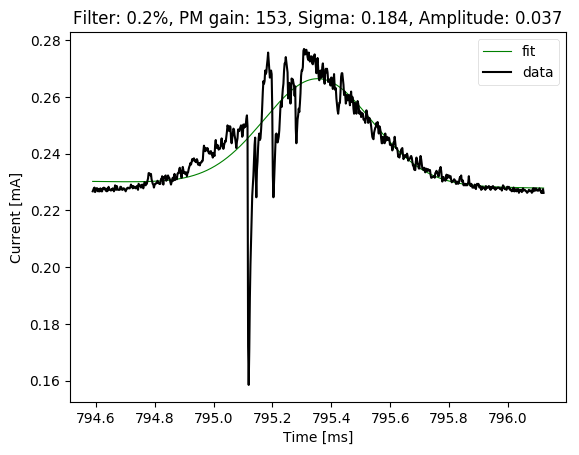 Filter: 0.2%, PM gain: 153, Sigma: 0.184, Amplitude: 0.037
fit
data
Current [mA]
0.28
0.26
0.24
0.22
0.20
0.18
0.16
794.6 794.8 795.0 795.2 795.4 795.6 795.8 796.0
Time [ms]